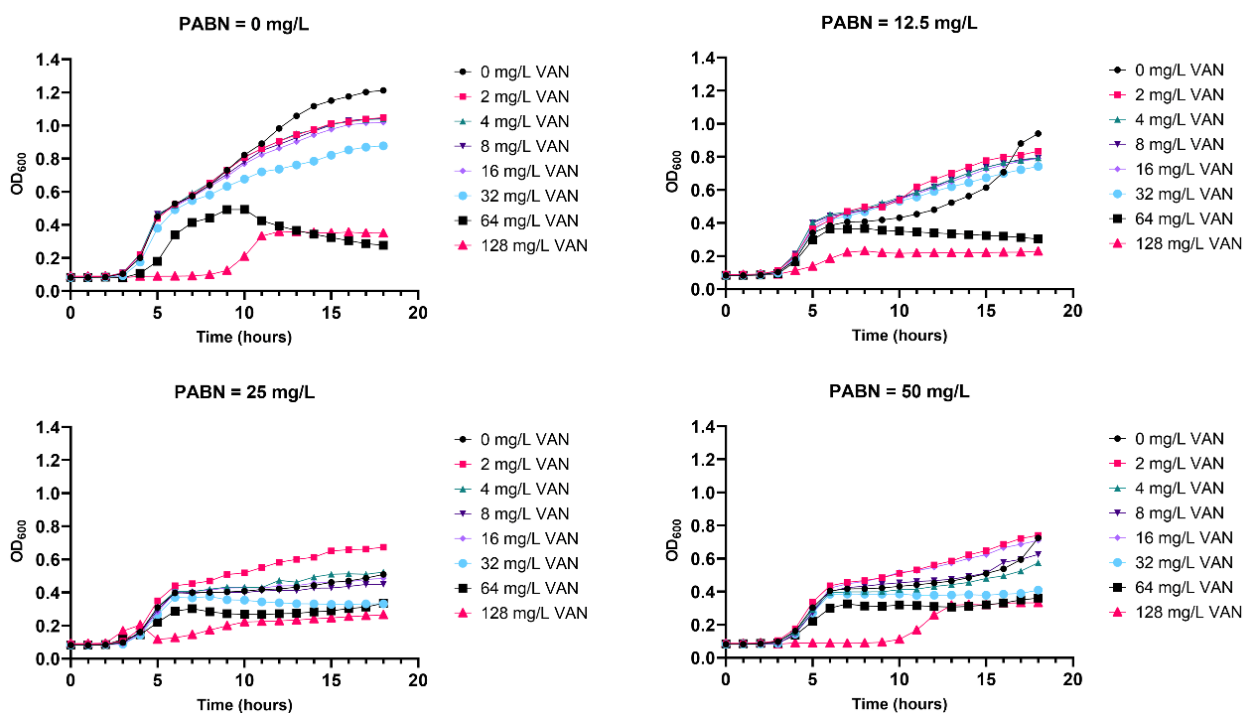 PABN = 0 mg/L
1.4
1.2
1.0
0.8
0.6
0.4
0.2
0.0
OD600
0 5 10 15 20
Time (hours)
0 mg/L VAN
2 mg/L VAN
4 mg/L VAN
8 mg/L VAN
16 mg/L VAN
32 mg/L VAN
64 mg/L VAN
128 mg/L VAN
PABN = 12.5 mg/L
1.4
1.2
1.0
0.8
0.6
0.4
0.2
0.0
OD600
0 5 10 15 20
Time (hours)
0 mg/L VAN
2 mg/L VAN
4 mg/L VAN
8 mg/L VAN
16 mg/L VAN
32 mg/L VAN
64 mg/L VAN
128 mg/L VAN
PABN = 25 mg/L
1.4
1.2
1.0
0.8
0.6
0.4
0.2
0.0
OD600
0 5 10 15 20
Time (hours)
0 mg/L VAN
2 mg/L VAN
4 mg/L VAN
8 mg/L VAN
16 mg/L VAN
32 mg/L VAN
64 mg/L VAN
128 mg/L VAN
PABN = 50 mg/L
1.4
1.2
1.0
0.8
0.6
0.4
0.2
0.0
OD600
0 5 10 15 20
Time (hours)
0 mg/L VAN
2 mg/L VAN
4 mg/L VAN
8 mg/L VAN
16 mg/L VAN
32 mg/L VAN
64 mg/L VAN
128 mg/L VAN